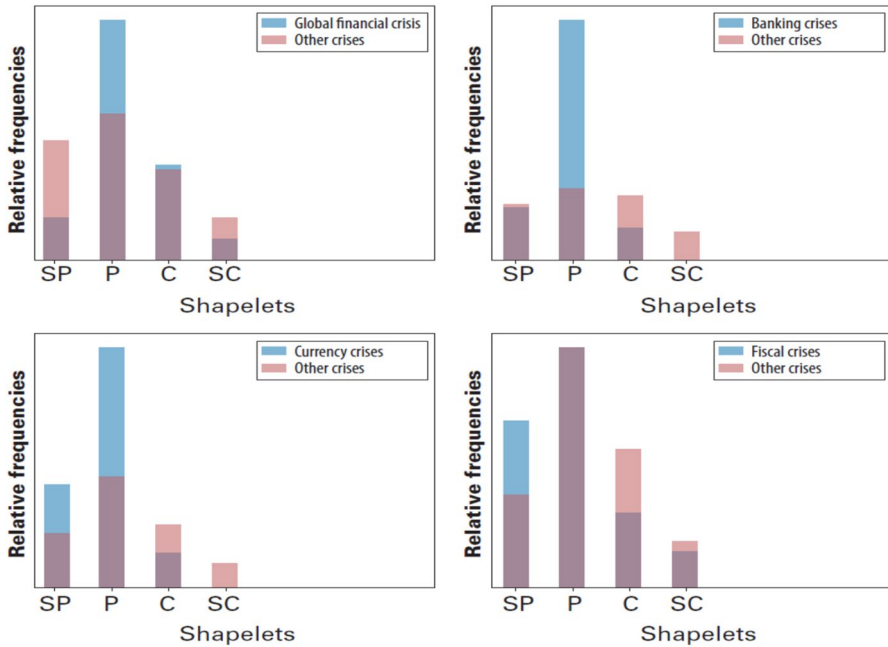 Relative frequencies
Global financial crisis
Other crises
SP P C SC
Shapelets
Relative frequencies
Banking crises
Other crises
SP P C SC
Shapelets
Relative frequencies
Currency crises
Other crises
SP P C SC
Shapelets
Relative frequencies
Fiscal crises
Other crises
SP P C SC
Shapelets